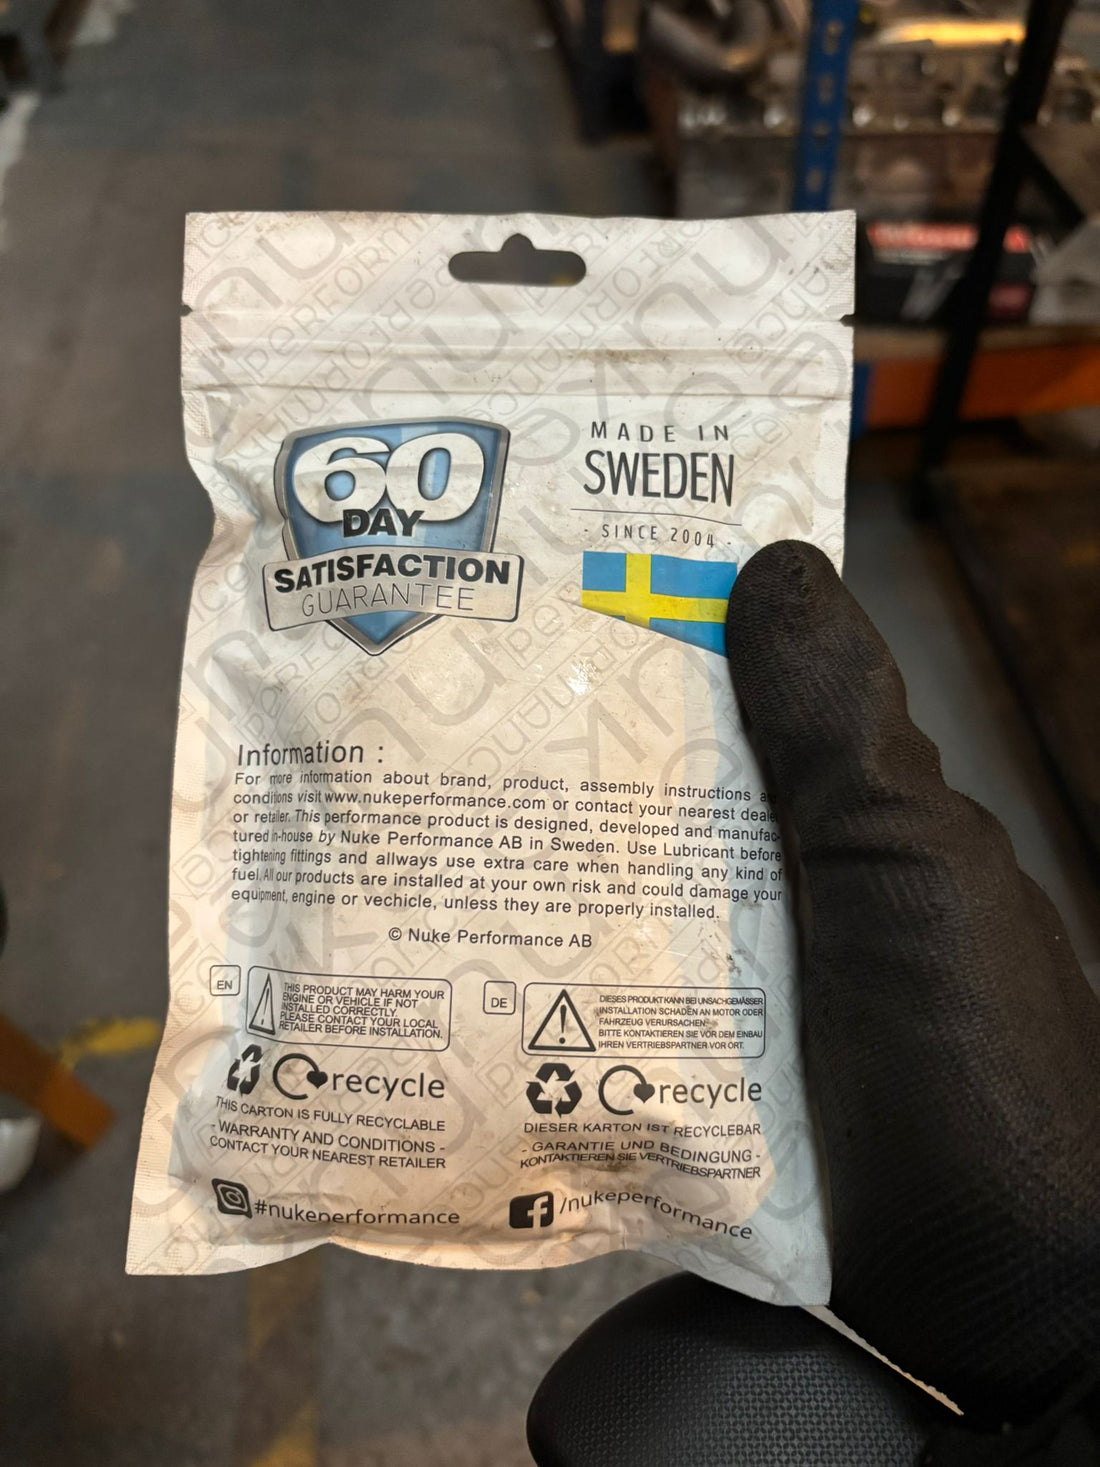 60
DAY
SATISFACTION
GUARANTEE
MADE IN
SWEDEN
- SINCE 2004 -
Information :
For more information about brand, product, assembly instructions
conditions visit www.nukeperformance.com or contact your nearest
or retailer. This performance product is designed, developed and manufac-
tured in-house by Nuke Performance AB in Sweden. Use Lubricant before
tightening fittings and allways use extra care when handling any kind of
fuel. All our products are installed at your own risk and could damage your
equipment, engine or vechicle, unless they are properly installed.
© Nuke Performance AB
EN
THIS PRODUCT MAY HARM YOUR
ENGINE OR VEHICLE IF NOT
INSTALLED CORRECTLY.
PLEASE CONTACT YOUR LOCAL
RETAILER BEFORE INSTALLATION.
recycle
THIS CARTON IS FULLY RECYCLABLE
- WARRANTY AND CONDITIONS -
CONTACT YOUR NEAREST RETAILER
#nukeperformance
DE
DIESES PRODUKT KANN BEI UNSACHGEMÄSSER
INSTALLATION SCHADEN AN MOTOR ODER
FAHRZEUG VERURSACHEN
BITTE KONTAKTIEREN SIE VOR DEM EINBAU
IHREN VERTRIEBSPARTNER VOR ORT.
recycle
DIESER KARTON IST RECYCLEBAR
- GARANTIE UND BEDINGUNG -
KONTAKTIEREN SIE VERTRIEBSPARTNER
/nukeperformance